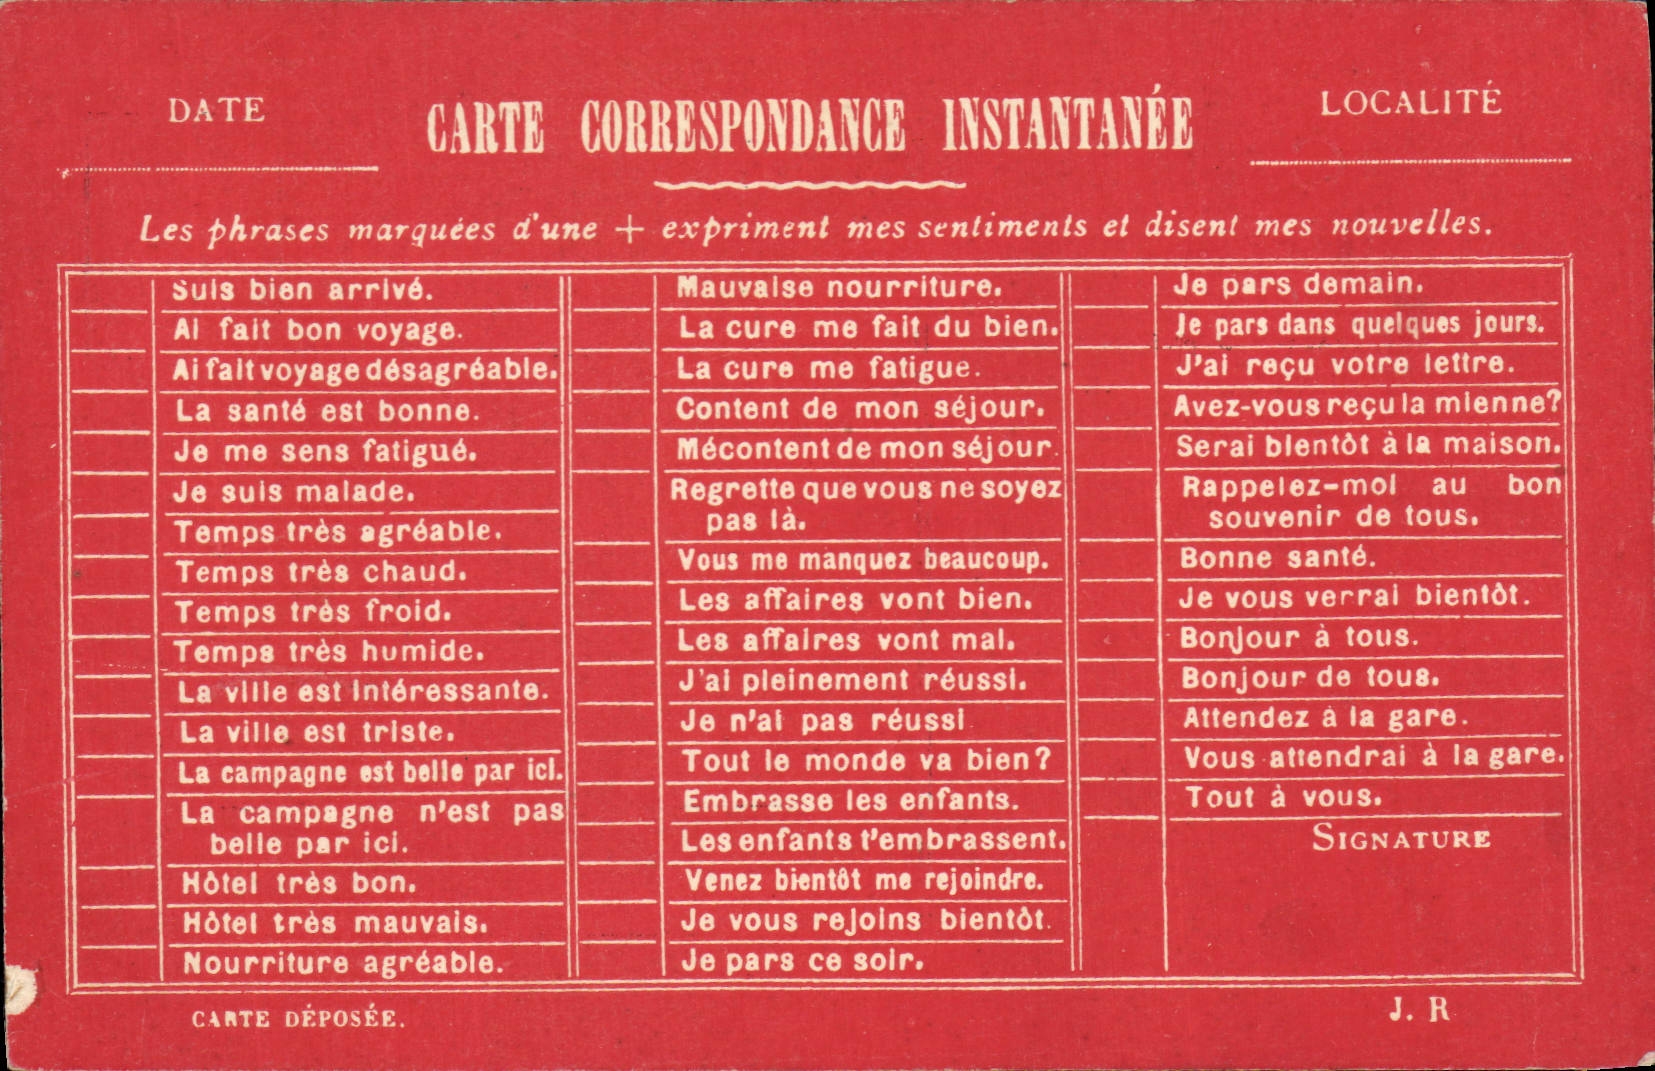 DATE
CARTE CORRESPONDANCE INSTANTANÉE
LOCALITÉ
Les phrases marquées d'une + expriment mes sentiments et disent mes nouvelles.
Suis bien arrivé.
Ai fait bon voyage.
Ai fait voyage désagréable.
La santé est bonne.
Je me sens fatigué.
Je suis malade.
Temps très agréable.
Temps très chaud.
Temps très froid.
Temps très humide.
La ville est intéressante.
La ville est triste.
La campagne est belle par ici.
La campagne n'est pas
belle par ici.
Hôtel très bon.
Hôtel très mauvais.
Nourriture agréable.
Mauvaise nourriture.
La cure me fait du bien.
La cure me fatigue.
Content de mon séjour.
Mécontent de mon séjour.
Regrette que vous ne soyez
pas là.
Vous me manquez beaucoup.
Les affaires vont bien.
Les affaires vont mal.
J'ai pleinement réussi.
Je n'ai pas réussi
Tout le monde va bien?
Embrasse les enfants.
Les enfants t'embrassent.
Venez bientôt me rejoindre.
Je vous rejoins bientôt.
Je pars ce soir.
Je pars demain.
Je pars dans quelques jours.
J'ai reçu votre lettre.
Avez-vous reçu la mienne?
Serai bientôt à la maison.
Rappelez-moi au bon
souvenir de tous.
Bonne santé.
Je vous verrai bientôt.
Bonjour à tous.
Bonjour de tous.
Attendez à la gare.
Vous attendrai à la gare.
Tout à vous.
SIGNATURE
CARTE DÉPOSÉE.
J. R